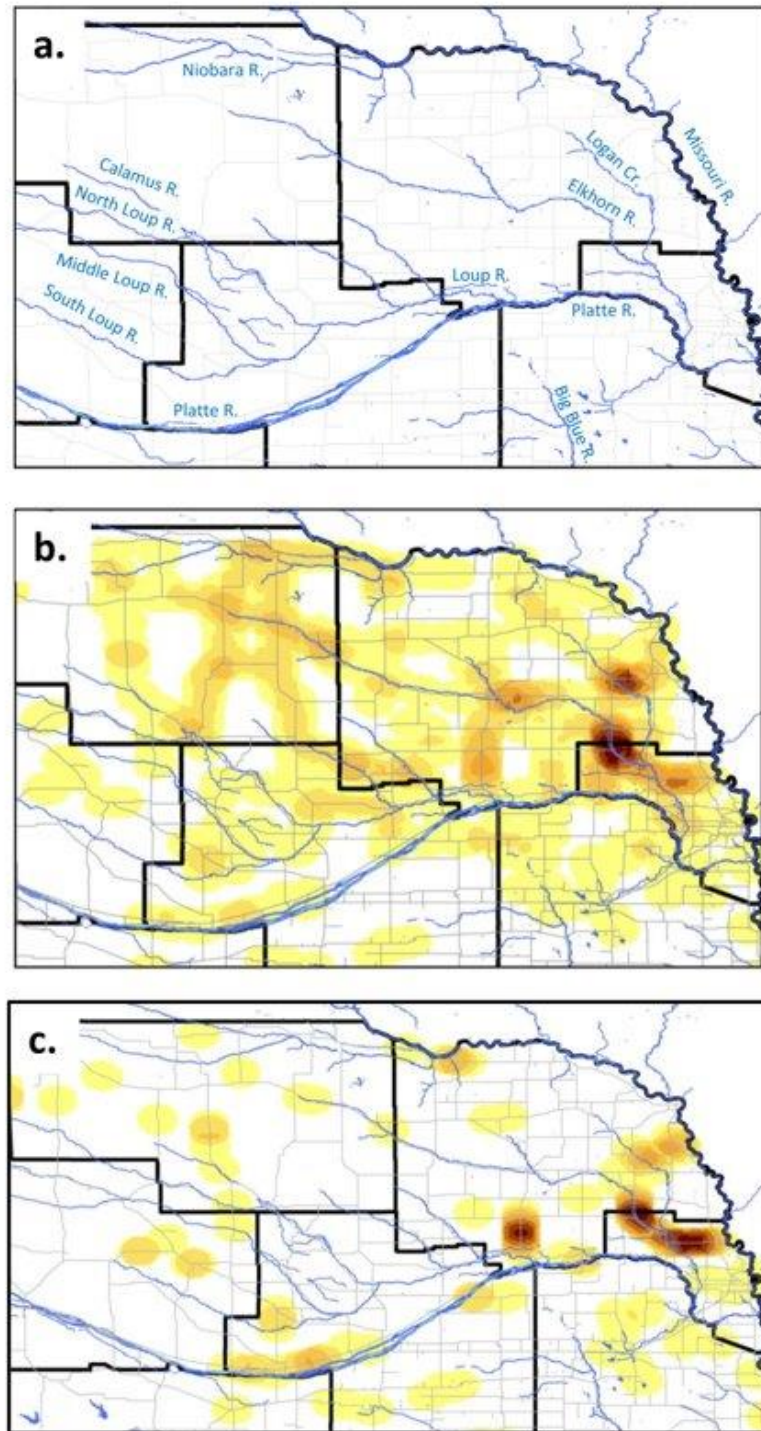 a.
Niobara R.
Calamus R.
North Loup R.
Middle Loup R.
South Loup R.
Platte R.
Logan Cr.
Elkhorn R.
Missouri R.
Loup R.
Platte R.
Big Blue R.
b.
c.